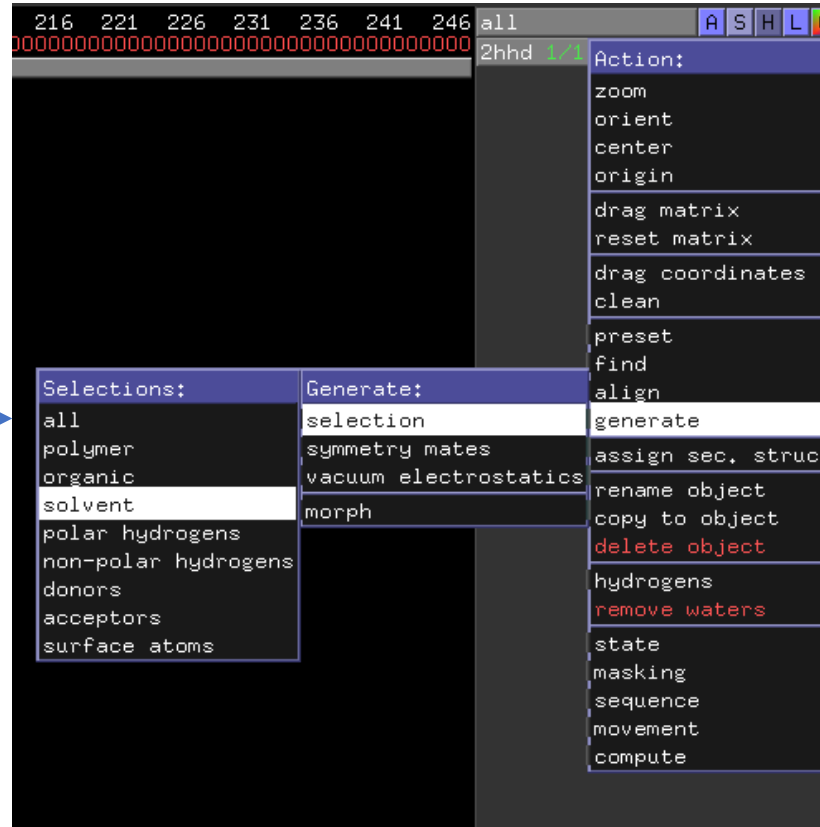 216 221 226 231 236 241 246 all A S H L
OOOOOOOOOOOOOOOOOOOOOOOOOOOOOOOOOOO
2hhd 1/1
Action:
zoom
orient
center
origin
drag matrix
reset matrix
drag coordinates
clean
preset
find
align
generate
assign sec. struc
rename object
copy to object
delete object
hydrogens
remove waters
state
masking
sequence
movement
compute
Generate:
selection
symmetry mates
vacuum electrostatics
morph
Selections:
all
polymer
organic
solvent
polar hydrogens
non-polar hydrogens
donors
acceptors
surface atoms